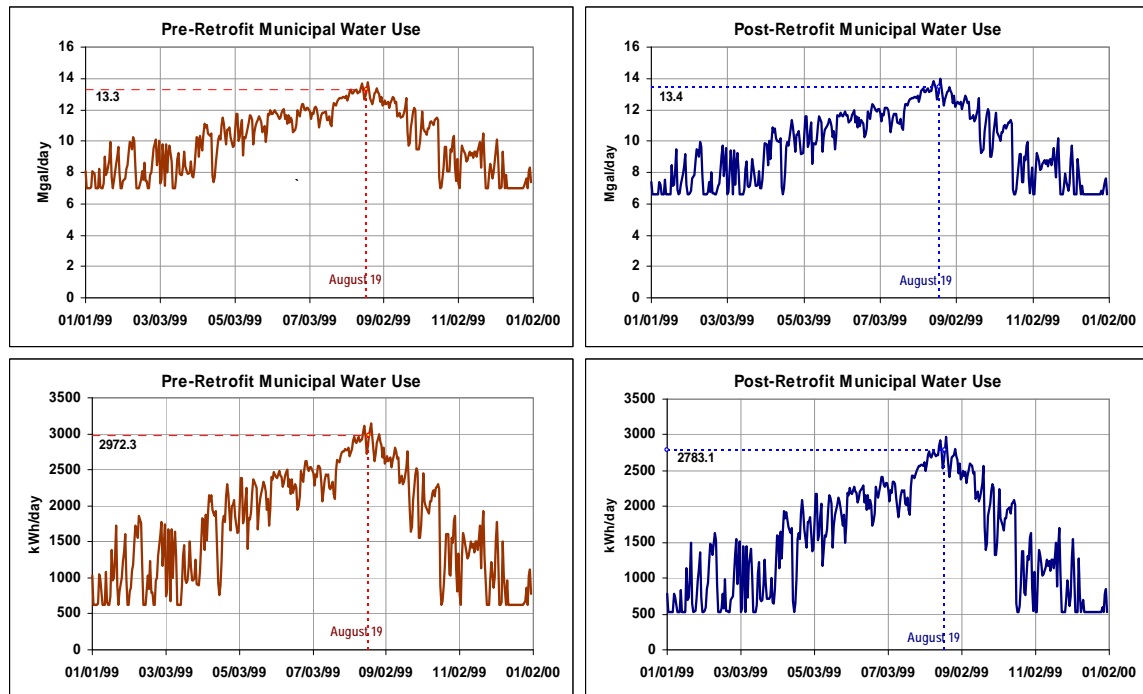 Pre-Retrofit Municipal Water Use
16
14
12
10
8
6
4
2
0
Mgal/day
13.3
August 19
01/01/99 03/03/99 05/03/99 07/03/99 09/02/99 11/02/99 01/02/00
Post-Retrofit Municipal Water Use
16
14
12
10
8
6
4
2
0
13.4
August 19
01/01/99 03/03/99 05/03/99 07/03/99 09/02/99 11/02/99 01/02/00
Pre-Retrofit Municipal Water Use
3500
3000
2500
2000
1500
1000
500
0
kWh/day
2972.3
August 19
01/01/99 03/03/99 05/03/99 07/03/99 09/02/99 11/02/99 01/02/00
Post-Retrofit Municipal Water Use
3500
3000
2500
2000
1500
1000
500
0
kWh/day
2783.1
August 19
01/01/99 03/03/99 05/03/99 07/03/99 09/02/99 11/02/99 01/02/00